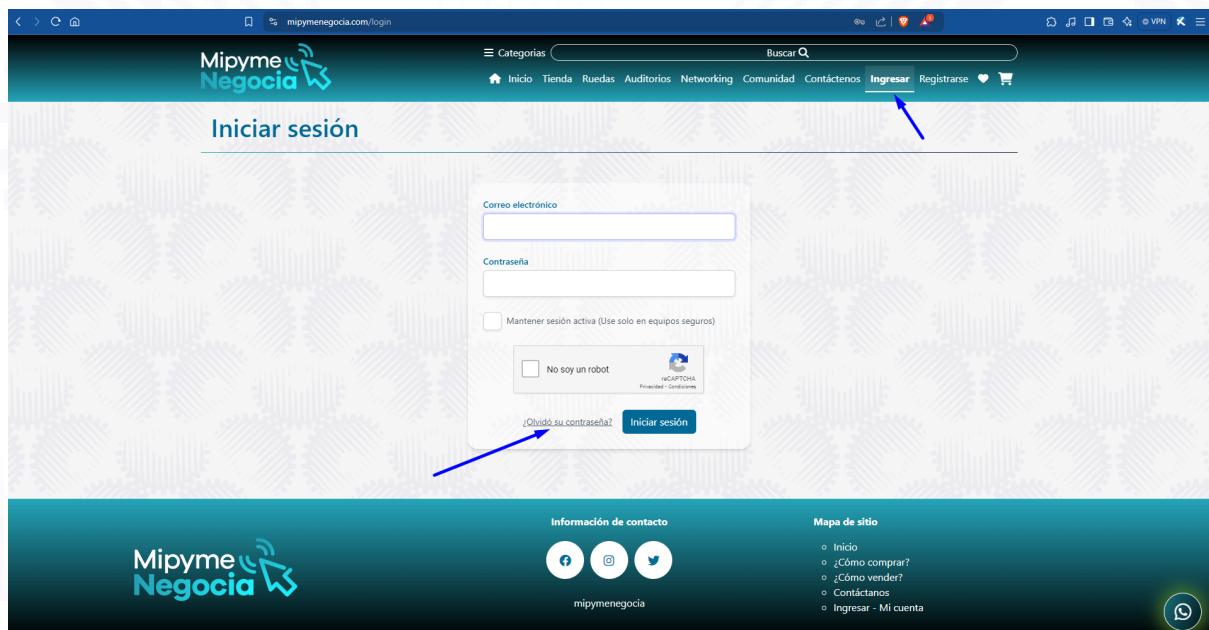 mipymenegocia.com/login
VPN
Mipyme
Negocia
Categorias
Buscar
Inicio Tienda Ruedas Auditorios Networking Comunidad Contáctenos Ingresar Registrarse
Iniciar sesión
Correo electrónico
Contraseña
Mantener sesión activa (Use solo en equipos seguros)
No soy un robot
reCAPTCHA
Privacidad - Condiciones
¿Olvidó su contraseña? Iniciar sesión
Mipyme
Negocia
Información de contacto
mipymenegocia
Mapa de sitio
Inicio
¿Cómo comprar?
¿Cómo vender?
Contáctanos
Ingresar - Mi cuenta